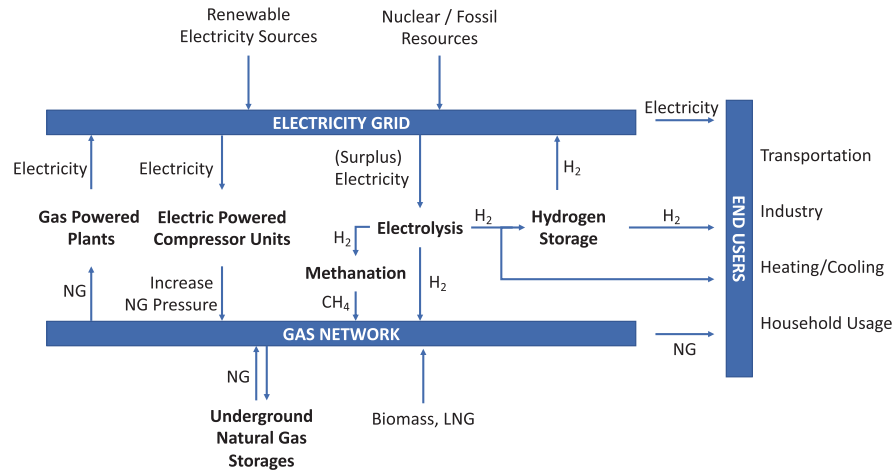 Renewable
Electricity Sources
Nuclear / Fossil
Resources
ELECTRICITY GRID
Electricity
Electricity
Electricity
(Surplus)
Electricity
H₂
Transportation
Gas Powered
Plants
Electric Powered
Compressor Units
H₂
Electrolysis
H₂
Hydrogen
Storage
H₂
Industry
END USERS
Methanation
Heating/Cooling
NG
Increase
NG Pressure
CH₄
H₂
GAS NETWORK
Household Usage
NG
NG
Underground
Natural Gas
Storages
Biomass, LNG